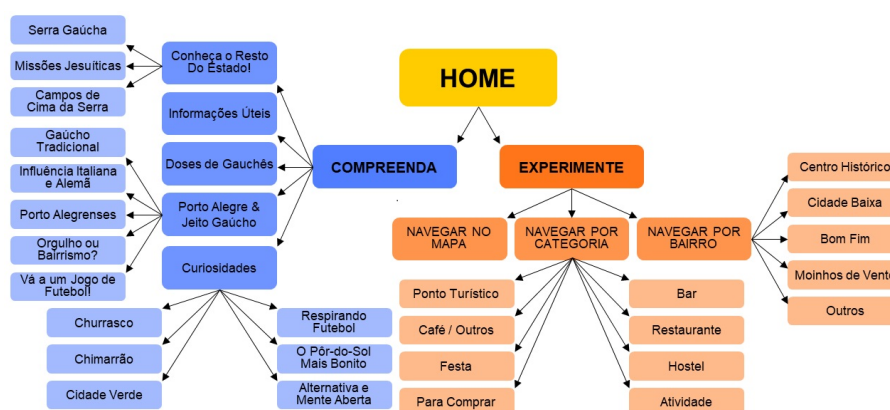 HOME
COMPREENDA
EXPERIMENTE
Conheça o Resto
Do Estado!
Serra Gaúcha
Missões Jesuíticas
Campos de
Cima da Serra
Informações Úteis
Doses de Gauchês
Porto Alegre &
Jeito Gaúcho
Gaúcho
Tradicional
Influência Italiana
e Alemã
Porto Alegrenses
Orgulho ou
Bairrismo?
Vá a um Jogo de
Futebol!
Curiosidades
Churrasco
Chimarrão
Cidade Verde
Respirando
Futebol
O Pôr-do-Sol
Mais Bonito
Alternativa e
Mente Aberta
NAVEGAR NO
MAPA
NAVEGAR POR
CATEGORIA
NAVEGAR POR
BAIRRO
Ponto Turístico
Café / Outros
Festa
Para Comprar
Bar
Restaurante
Hostel
Atividade
Centro Histórico
Cidade Baixa
Bom Fim
Moinhos de Vento
Outros